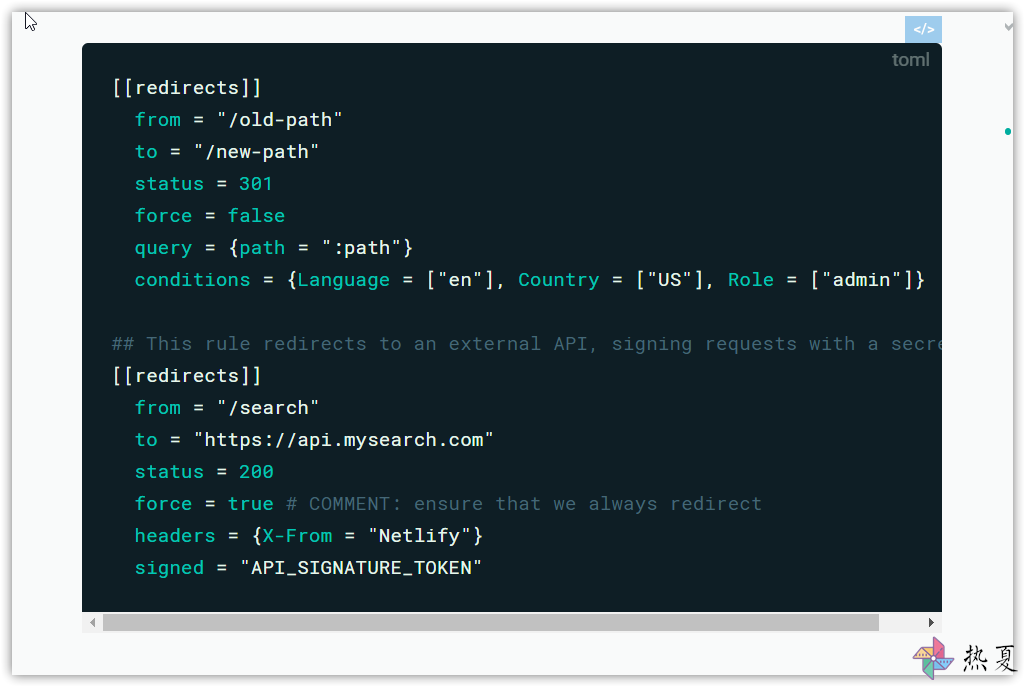 </>
toml
[[redirects]]
from = "/old-path"
to = "/new-path"
status = 301
force = false
query = {path = ":path"}
conditions = {Language = ["en"], Country = ["US"], Role = ["admin"]}
## This rule redirects to an external API, signing requests with a secre
[[redirects]]
from = "/search"
to = "https://api.mysearch.com"
status = 200
force = true # COMMENT: ensure that we always redirect
headers = {X-From = "Netlify"}
signed = "API_SIGNATURE_TOKEN"
热夏